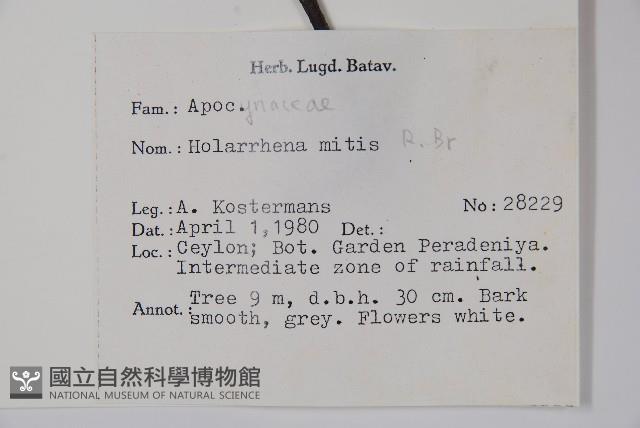 Herb. Lugd. Batav.
Fam.: Apoc. ynaceae
Nom.: Holarrhena mitis R. Br
Leg.: A. Kostermans No: 28229
Dat.: April 1, 1980 Det.:
Loc.: Ceylon; Bot. Garden Peradeniya.
Intermediate zone of rainfall.
Annot.: Tree 9 m, d.b.h. 30 cm. Bark
smooth, grey. Flowers white.
國立自然科學博物館
NATIONAL MUSEUM OF NATURAL SCIENCE